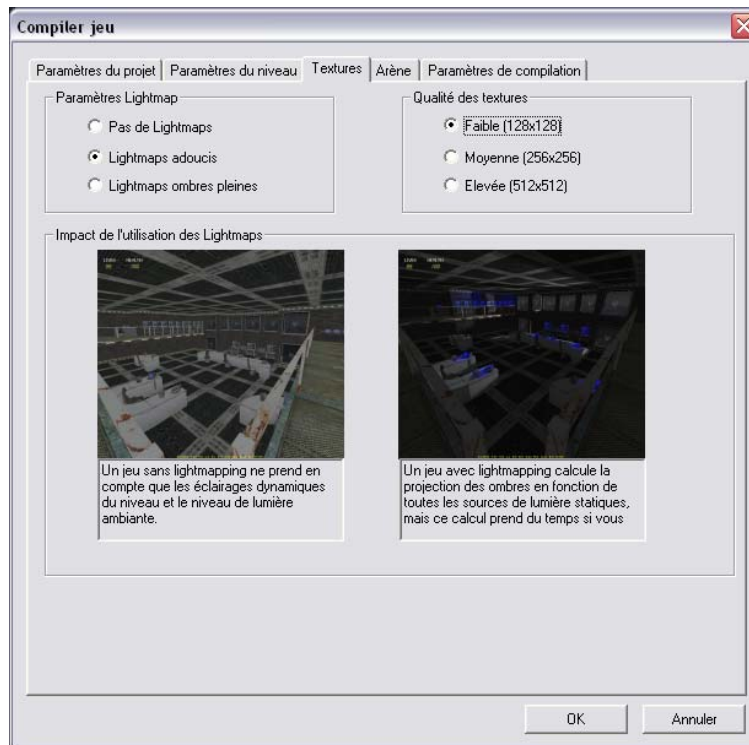 Compiler jeu
Paramètres du projet
Paramètres du niveau
Textures
Arène
Paramètres de compilation
Paramètres Lightmap
Pas de Lightmaps
Lightmaps adoucis
Lightmaps ombres pleines
Qualité des textures
Faible (128x128)
Moyenne (256x256)
Elevée (512x512)
Impact de l'utilisation des Lightmaps
Un jeu sans lightmapping ne prend en
compte que les éclairages dynamiques
du niveau et le niveau de lumière
ambiante.
Un jeu avec lightmapping calcule la
projection des ombres en fonction de
toutes les sources de lumière statiques,
mais ce calcul prend du temps si vous
OK
Annuler